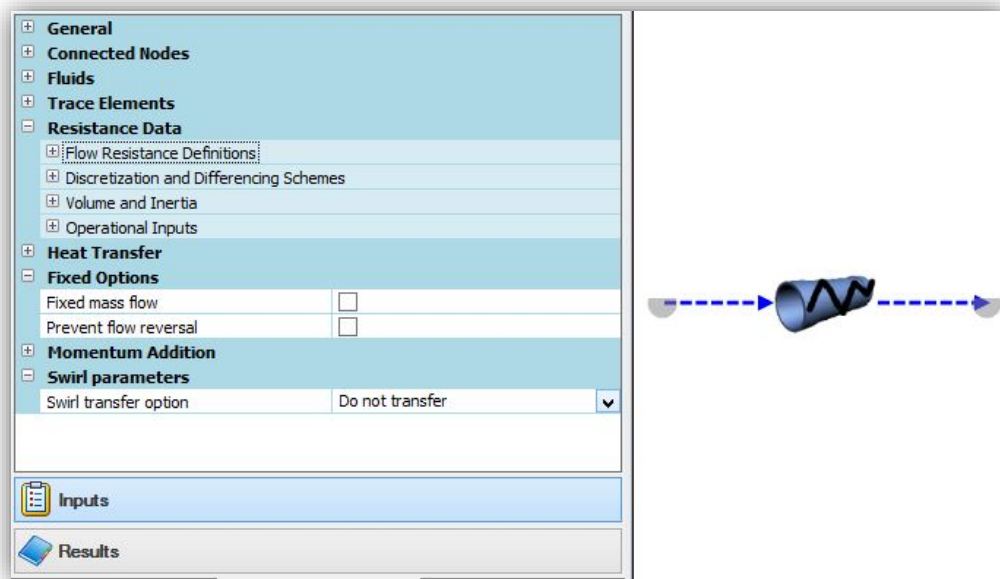 General
Connected Nodes
Fluids
Trace Elements
Resistance Data
Flow Resistance Definitions
Discretization and Differencing Schemes
Volume and Inertia
Operational Inputs
Heat Transfer
Fixed Options
Fixed mass flow
Prevent flow reversal
Momentum Addition
Swirl parameters
Swirl transfer option Do not transfer
Inputs
Results